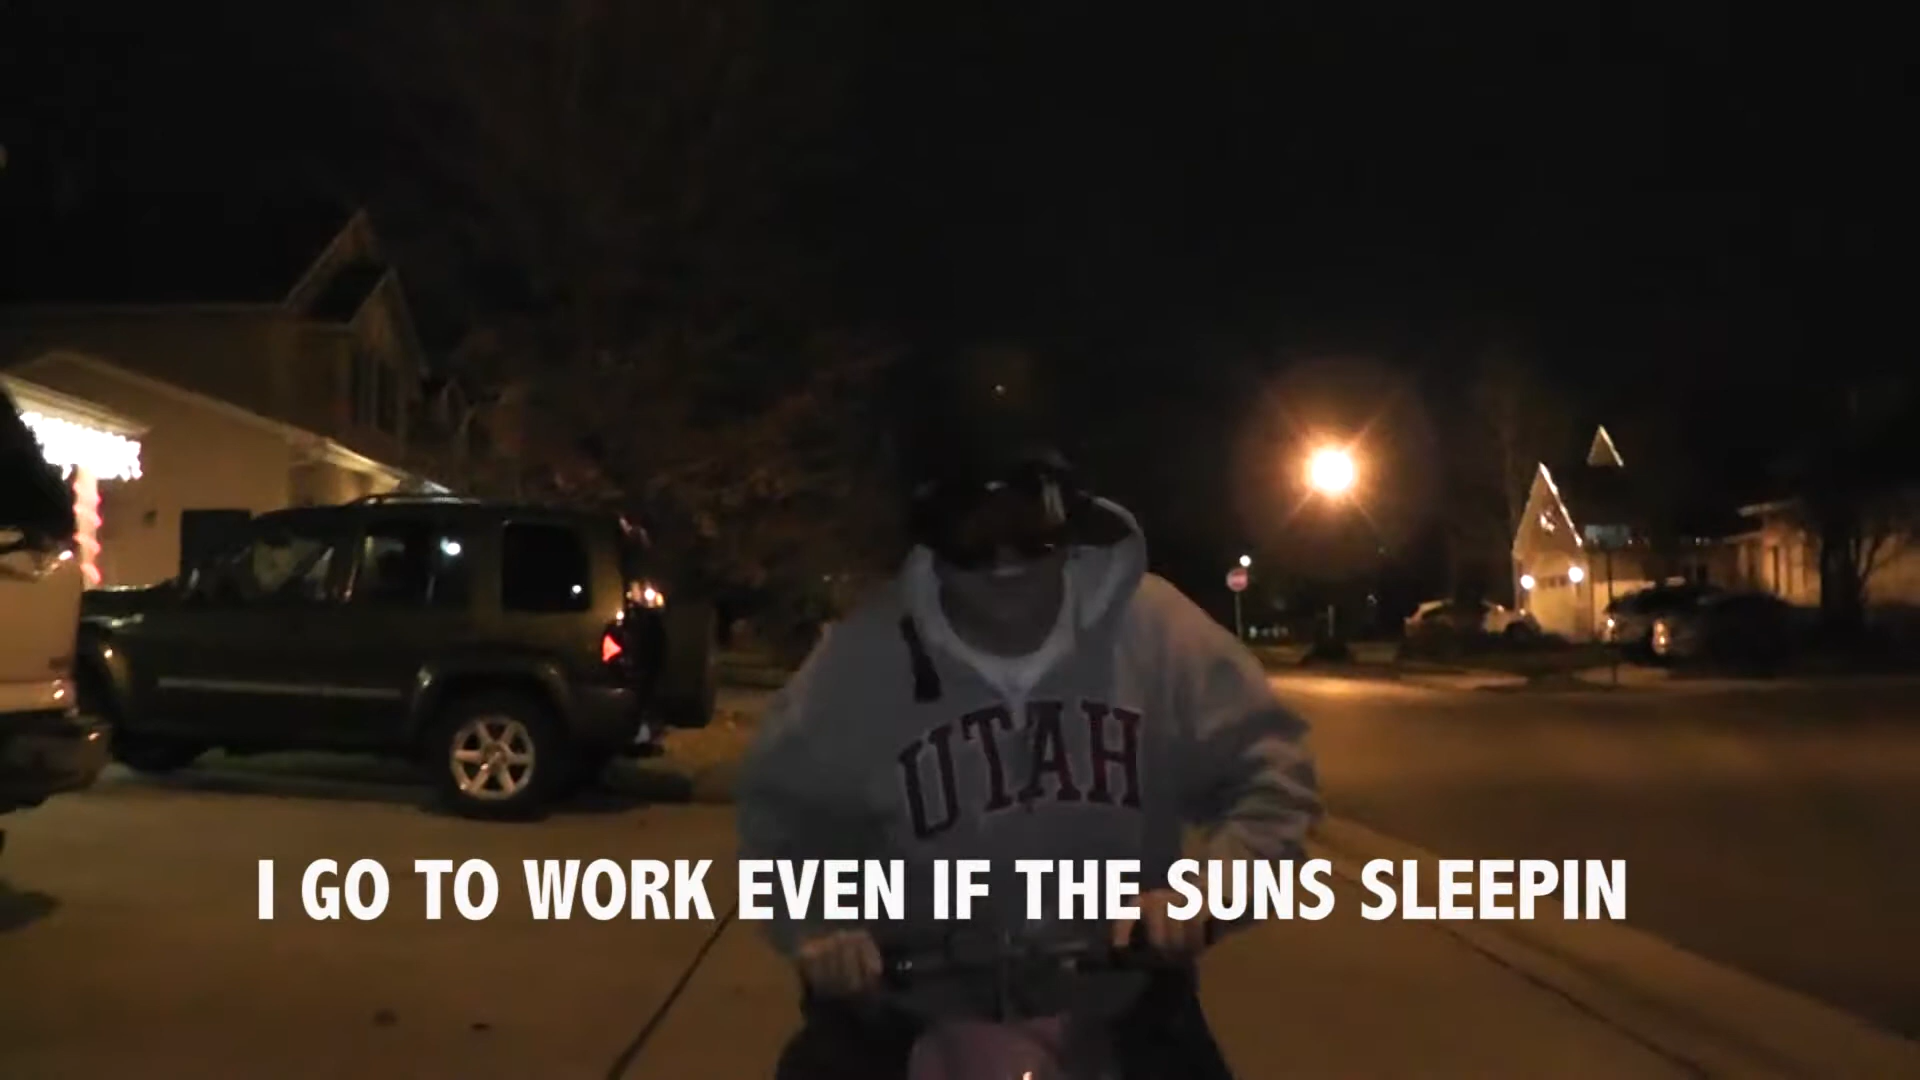 UTAH
I GO TO WORK EVEN IF THE SUNS SLEEPIN